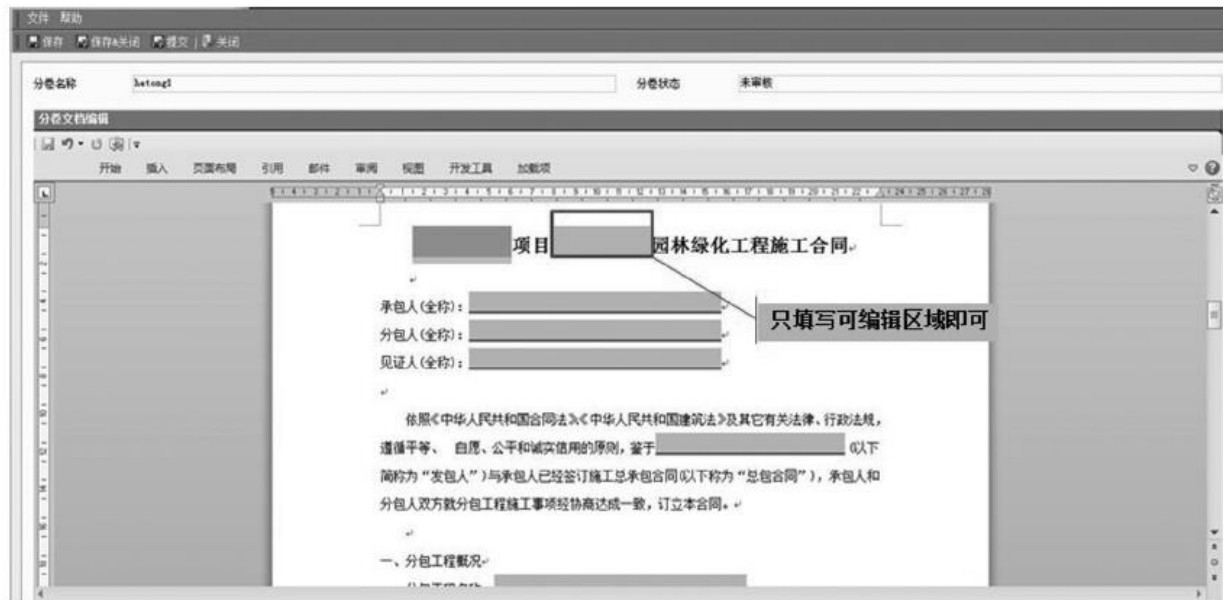 文件 帮助
保存 保存&关闭 提交 | 关闭
分卷名称 hetong1 分卷状态 未审核
分卷文档编辑
开始 插入 页面布局 引用 邮件 审阅 视图 开发工具 加载项
项目 园林绿化工程施工合同
承包人(全称):
只填写可编辑区域即可
分包人(全称):
见证人(全称):
依照《中华人民共和国合同法》《中华人民共和国建筑法》及其它有关法律、行政法规,
遵循平等、 自愿、公平和诚实信用的原则,鉴于 (以下
简称为“发包人”)与承包人已经签订施工总承包合同(以下称为“总包合同”),承包人和
分包人双方就分包工程施工事项经协商达成一致,订立本合同。
一、分包工程概况